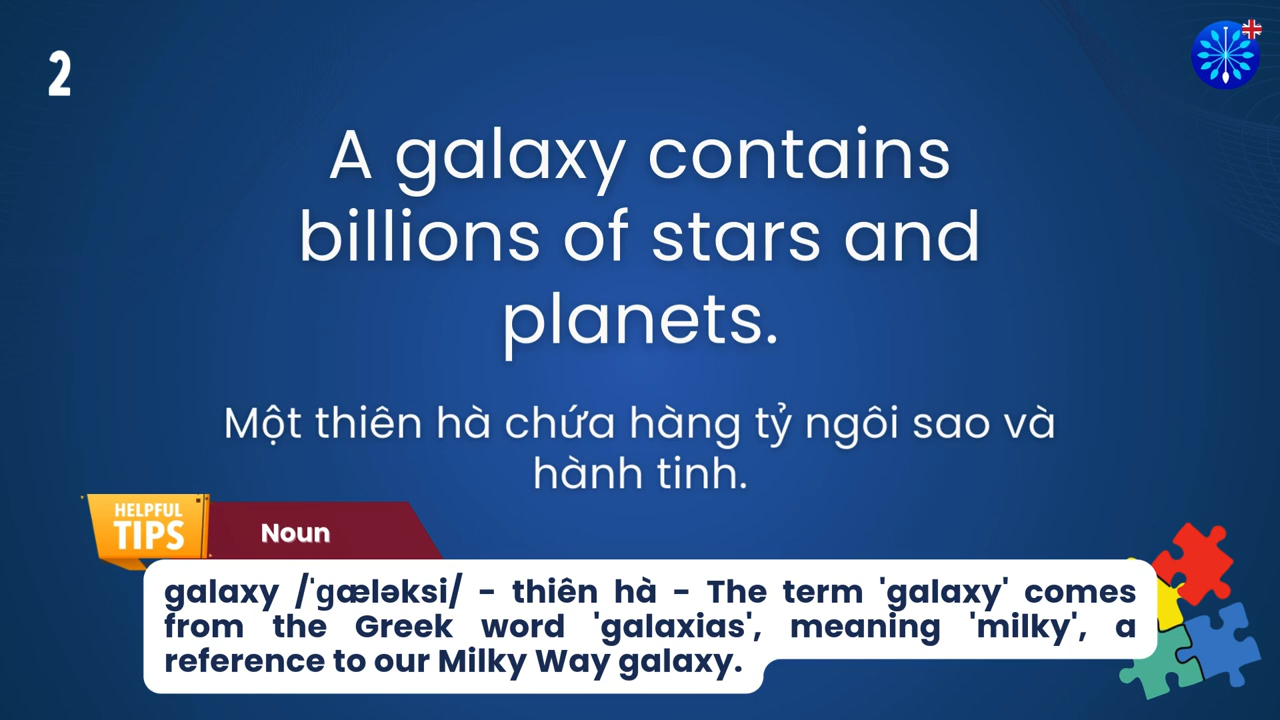 2
A galaxy contains
billions of stars and
planets.
Một thiên hà chứa hàng tỷ ngôi sao và
hành tinh.
HELPFUL
TIPS
Noun
galaxy /ˈɡæləksi/ - thiên hà - The term 'galaxy' comes
from the Greek word 'galaxias', meaning 'milky', a
reference to our Milky Way galaxy.